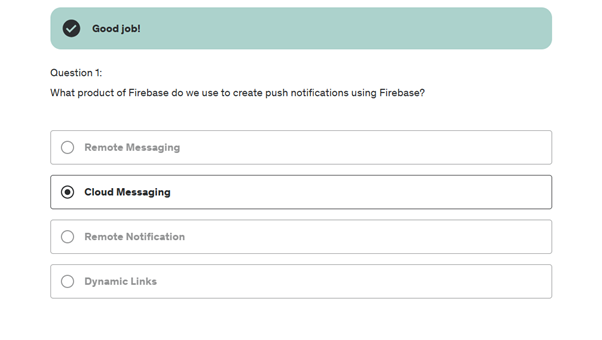 Good job!
Question 1:
What product of Firebase do we use to create push notifications using Firebase?
Remote Messaging
Cloud Messaging
Remote Notification
Dynamic Links